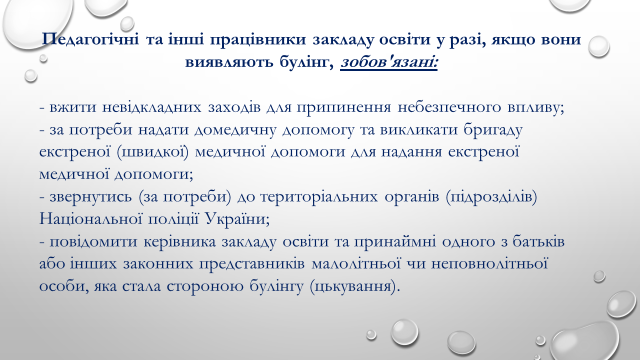 Педагогічні та інші працівники закладу освіти у разі, якщо вони
виявляють булінг, зобов'язані:
- вжити невідкладних заходів для припинення небезпечного впливу;
- за потреби надати домедичну допомогу та викликати бригаду
екстреної (швидкої) медичної допомоги для надання екстреної
медичної допомоги;
- звернутись (за потреби) до територіальних органів (підрозділів)
Національної поліції України;
- повідомити керівника закладу освіти та принаймні одного з батьків
або інших законних представників малолітньої чи неповнолітньої
особи, яка стала стороною булінгу (цькування).